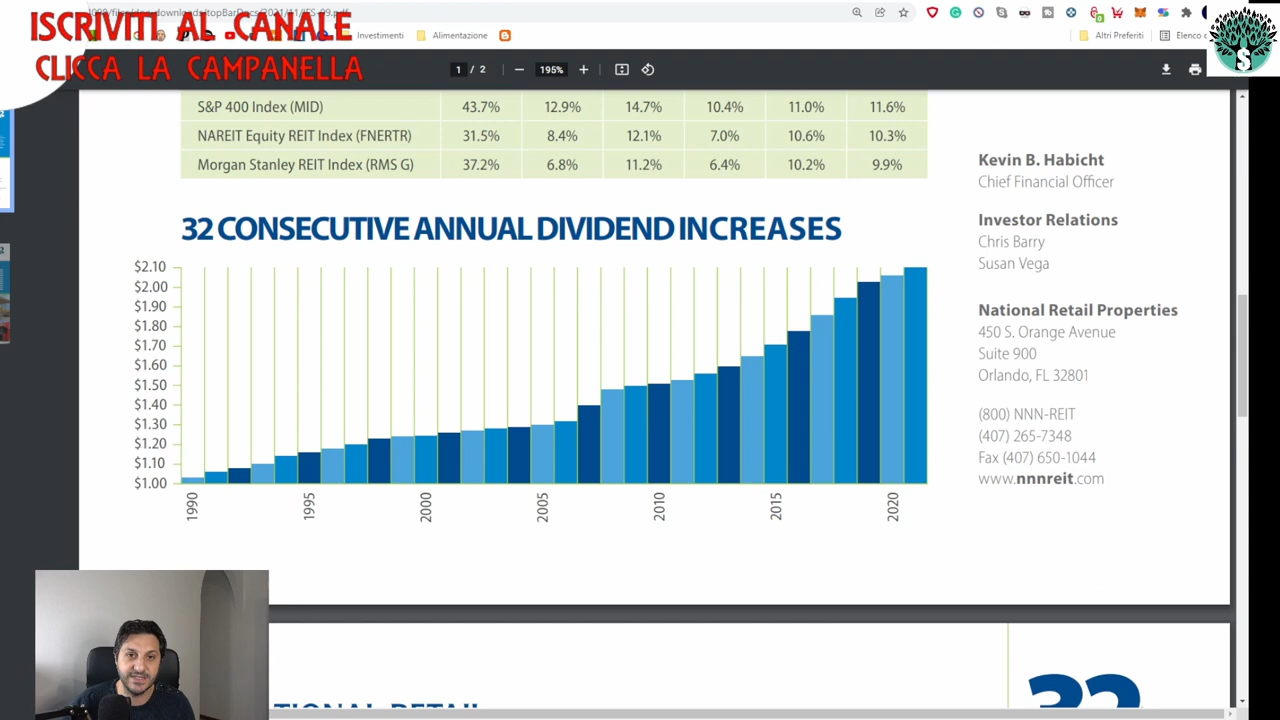 ISCRIVITI AL CANALE
CLICCA LA CAMPANELLA
Investimenti
Alimentazione
Altri Preferiti
Elenco
1 / 2
195%
S&P 400 Index (MID) 43.7% 12.9% 14.7% 10.4% 11.0% 11.6%
NAREIT Equity REIT Index (FNERTR) 31.5% 8.4% 12.1% 7.0% 10.6% 10.3%
Morgan Stanley REIT Index (RMS G) 37.2% 6.8% 11.2% 6.4% 10.2% 9.9%
32 CONSECUTIVE ANNUAL DIVIDEND INCREASES
$2.10
$2.00
$1.90
$1.80
$1.70
$1.60
$1.50
$1.40
$1.30
$1.20
$1.10
$1.00
1990 1995 2000 2005 2010 2015 2020
Kevin B. Habicht
Chief Financial Officer
Investor Relations
Chris Barry
Susan Vega
National Retail Properties
450 S. Orange Avenue
Suite 900
Orlando, FL 32801
(800) NNN-REIT
(407) 265-7348
Fax (407) 650-1044
www.nnnreit.com
32